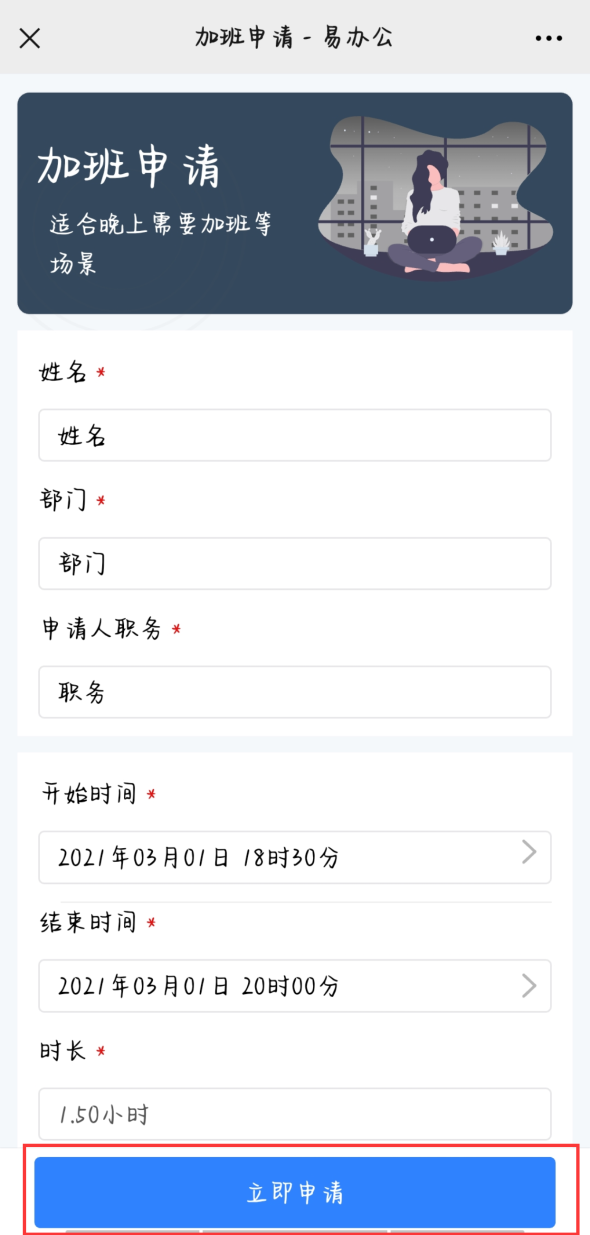 加班申请 - 易办公
加班申请
适合晚上需要加班等
场景
姓名 *
姓名
部门 *
部门
申请人职务 *
职务
开始时间 *
2021年03月01日 18时30分
结束时间 *
2021年03月01日 20时00分
时长 *
1.50小时
立即申请